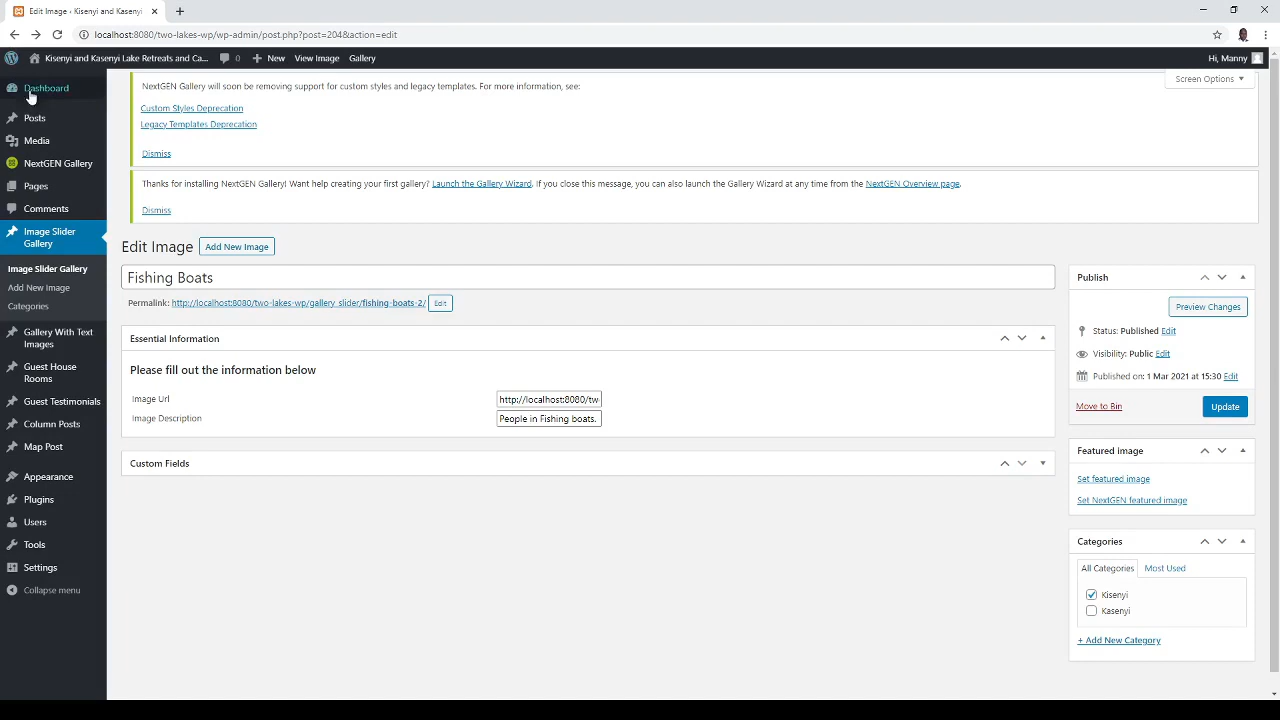 Edit Image - Kisenyi and Kasenyi
localhost:8080/two-lakes-wp/wp-admin/post.php?post=204&action=edit
Kisenyi and Kasenyi Lake Retreats and Ca... 0 New View Image Gallery Hi, Manny
Screen Options
Dashboard
Posts
Media
NextGEN Gallery
Pages
Comments
Image Slider
Gallery
Image Slider Gallery
Add New Image
Categories
Gallery With Text
Images
Guest House
Rooms
Guest Testimonials
Column Posts
Map Post
Appearance
Plugins
Users
Tools
Settings
Collapse menu
NextGEN Gallery will soon be removing support for custom styles and legacy templates. For more information, see:
Custom Styles Deprecation
Legacy Templates Deprecation
Dismiss
Thanks for installing NextGEN Gallery! Want help creating your first gallery? Launch the Gallery Wizard. If you close this message, you can also launch the Gallery Wizard at any time from the NextGEN Overview page.
Dismiss
Edit Image Add New Image
Fishing Boats
Permalink: http://localhost:8080/two-lakes-wp/gallery_slider/fishing-boats-2/ Edit
Essential Information
Please fill out the information below
Image Url http://localhost:8080/tw
Image Description People in Fishing boats.
Custom Fields
Publish
Preview Changes
Status: Published Edit
Visibility: Public Edit
Published on: 1 Mar 2021 at 15:30 Edit
Move to Bin Update
Featured image
Set featured image
Set NextGEN featured image
Categories
All Categories Most Used
Kisenyi
Kasenyi
+ Add New Category